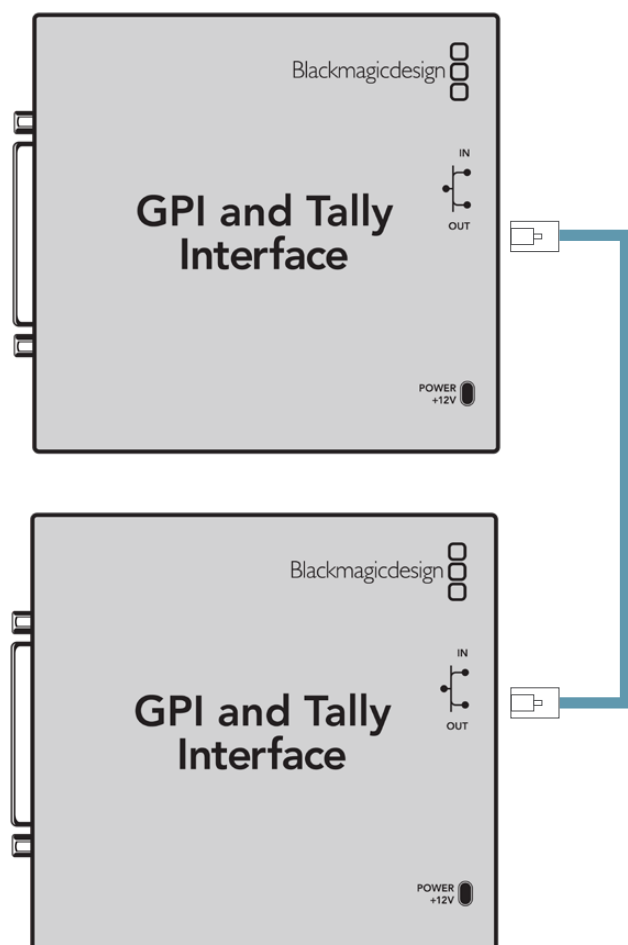 Blackmagicdesign
IN
GPI and Tally
Interface
OUT
POWER
+12V
Blackmagicdesign
IN
GPI and Tally
Interface
OUT
POWER
+12V